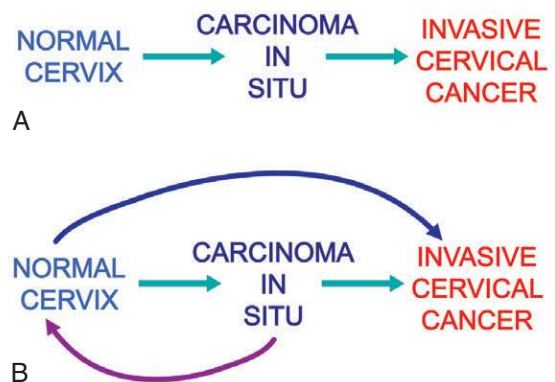 NORMAL
CERVIX
CARCINOMA
IN
SITU
INVASIVE
CERVICAL
CANCER
A
NORMAL
CERVIX
CARCINOMA
IN
SITU
INVASIVE
CERVICAL
CANCER
B